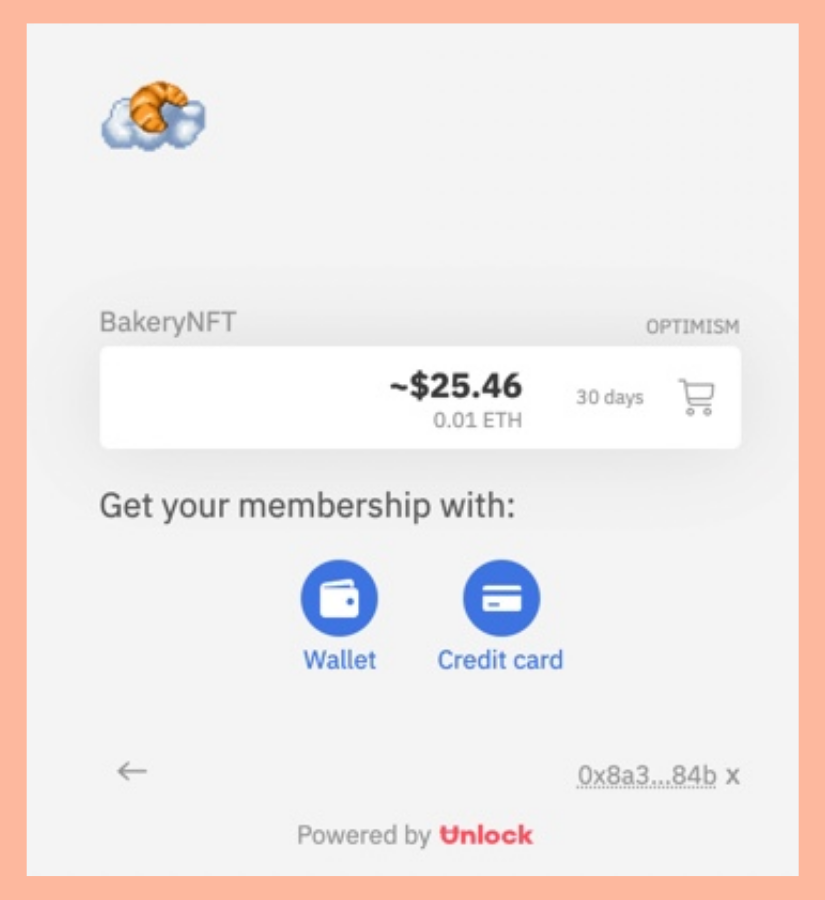 BakeryNFT
OPTIMISM
~$25.46
0.01 ETH
30 days
Get your membership with:
Wallet
Credit card
0x8a3...84b x
Powered by Unlock